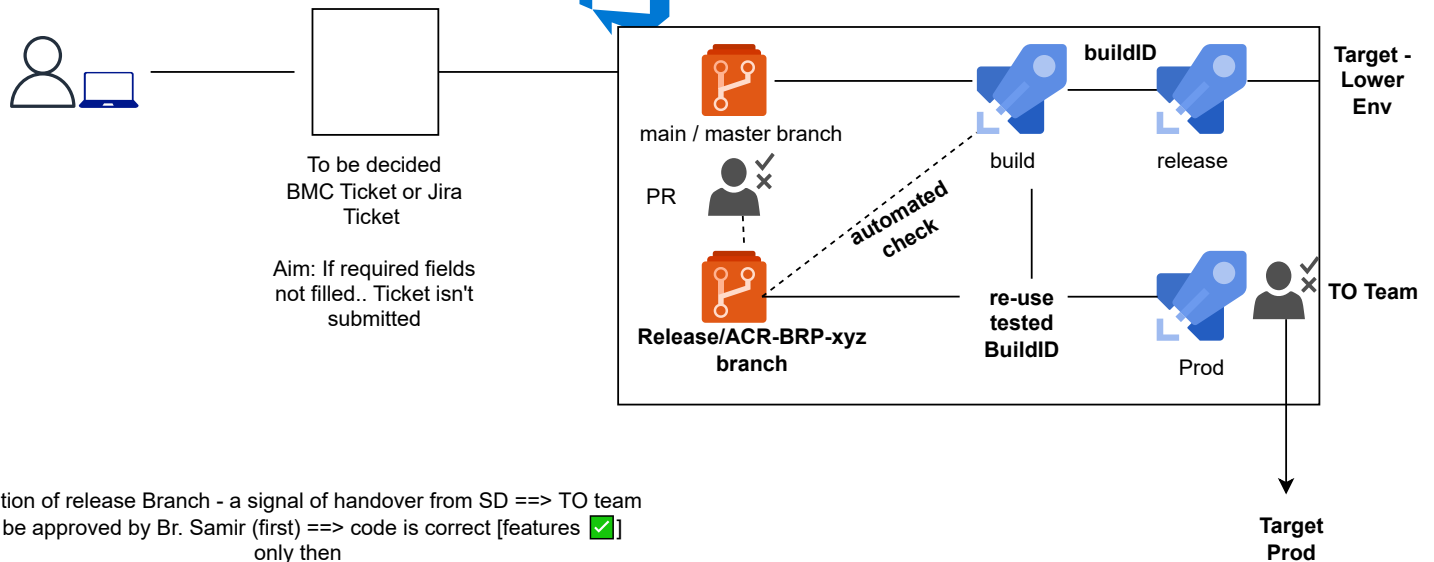 To be decided
BMC Ticket or Jira
Ticket
Aim: If required fields
not filled.. Ticket isn't
submitted
main / master branch
PR
Release/ACR-BRP-xyz
branch
automated
check
buildID
build
release
re-use
tested
BuildID
Prod
Target -
Lower
Env
TO Team
Target
Prod
tion of release Branch - a signal of handover from SD ==> TO team
be approved by Br. Samir (first) ==> code is correct [features ✅]
only then